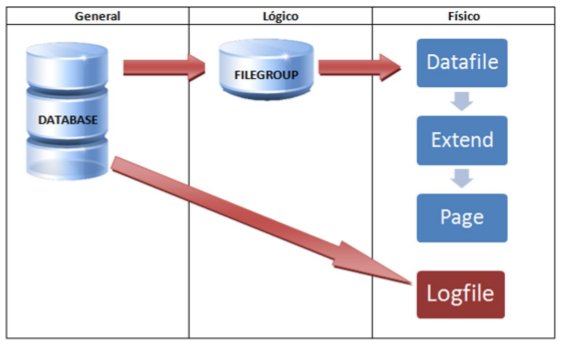 General
Lógico
Físico
DATABASE
FILEGROUP
Datafile
Extend
Page
Logfile